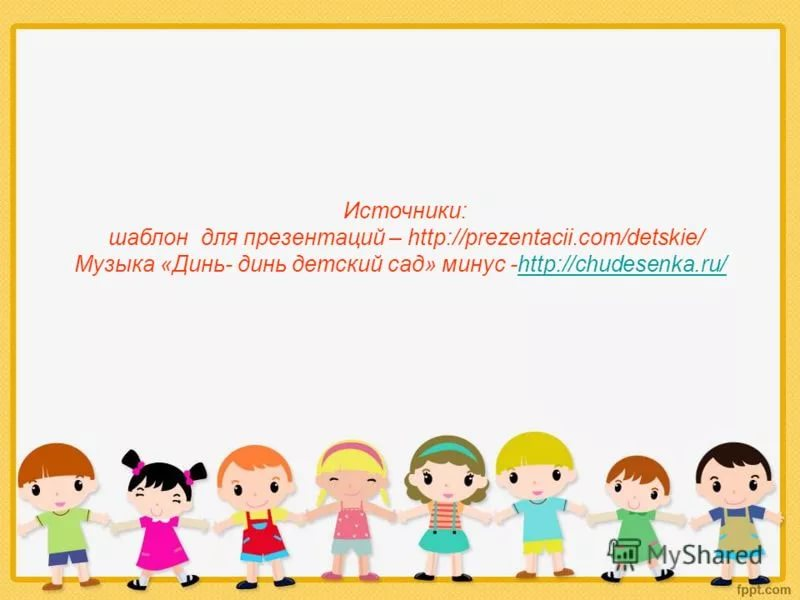 Источники:
шаблон для презентаций – http://prezentacii.com/detskie/
Музыка «Динь- динь детский сад» минус -http://chudesenka.ru/
MyShared
fppt.com